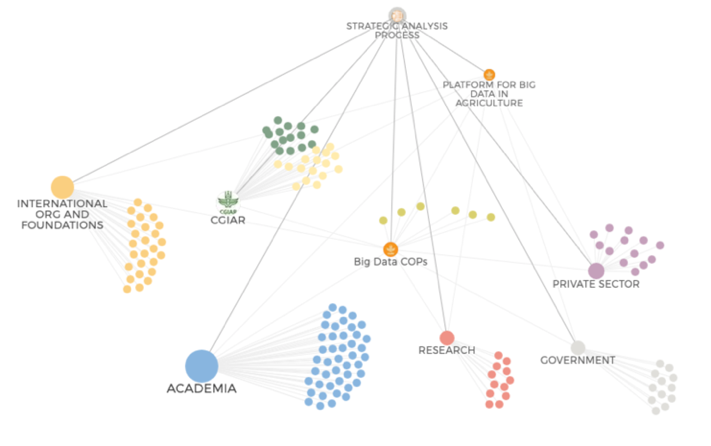 STRATEGIC ANALYSIS
PROCESS
PLATFORM FOR BIG
DATA IN
AGRICULTURE
INTERNATIONAL
ORG AND
FOUNDATIONS
CGIAR
CGIAR
Big Data COPs
PRIVATE SECTOR
RESEARCH
GOVERNMENT
ACADEMIA